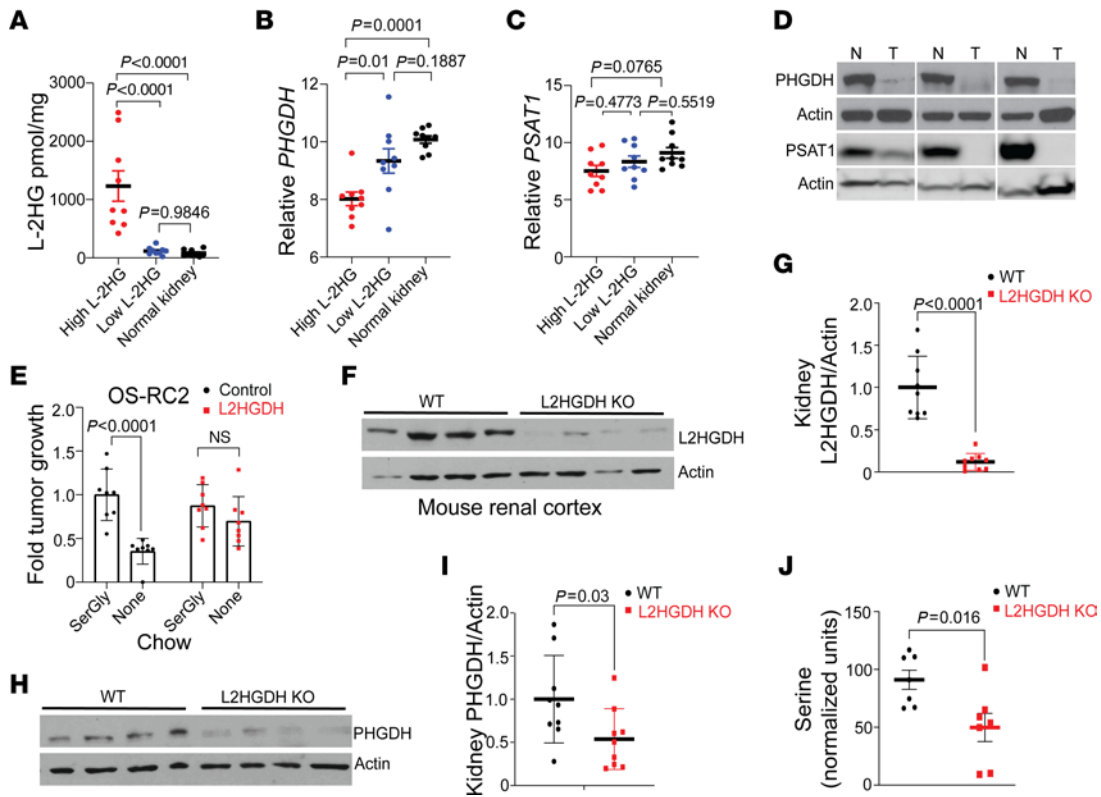 A
P<0.0001
P<0.0001
P=0.9846
L-2HG pmol/mg
3000
2500
2000
1000
0
High L-2HG
Low L-2HG
Normal kidney
B
P=0.0001
P=0.01
P=0.1887
Relative PHGDH
12
10
8
6
High L-2HG
Low L-2HG
Normal kidney
C
P=0.0765
P=0.4773
P=0.5519
Relative PSAT1
15
10
5
0
High L-2HG
Low L-2HG
Normal kidney
D
N T N T N T
PHGDH
Actin
PSAT1
Actin
E
OS-RC2
Control
L2HGDH
P<0.0001
NS
Fold tumor growth
2.0
1.5
1.0
0.5
0
SerGly
None
SerGly
None
Chow
F
WT L2HGDH KO
L2HGDH
Actin
Mouse renal cortex
G
WT
L2HGDH KO
P<0.0001
Kidney
L2HGDH/Actin
2.0
1.5
1.0
0.5
0
H
WT L2HGDH KO
PHGDH
Actin
I
WT
L2HGDH KO
P=0.03
Kidney PHGDH/Actin
2.0
1.5
1.0
0.5
0
J
WT
L2HGDH KO
P=0.016
Serine
(normalized units)
150
100
50
0